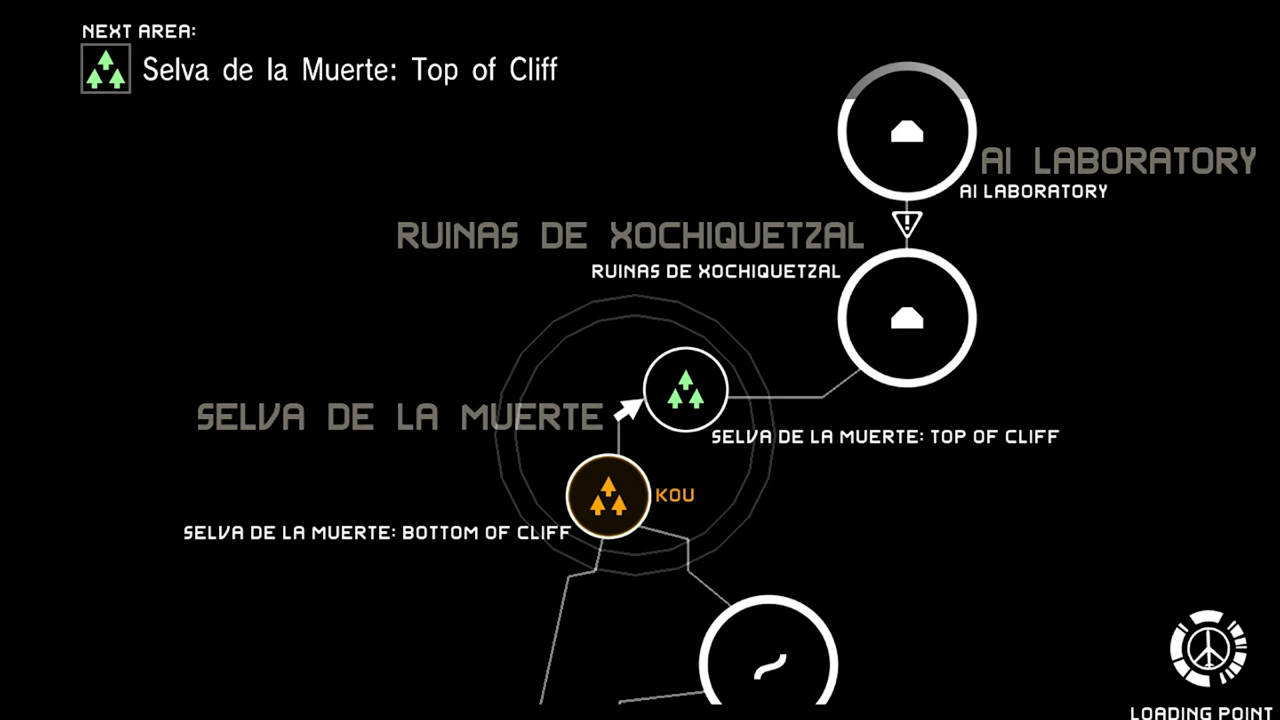 NEXT AREA:
Selva de la Muerte: Top of Cliff
AI LABORATORY
AI LABORATORY
RUINAS DE XOCHIQUETZAL
RUINAS DE XOCHIQUETZAL
SELVA DE LA MUERTE
SELVA DE LA MUERTE: TOP OF CLIFF
KOU
SELVA DE LA MUERTE: BOTTOM OF CLIFF
LOADING POINT